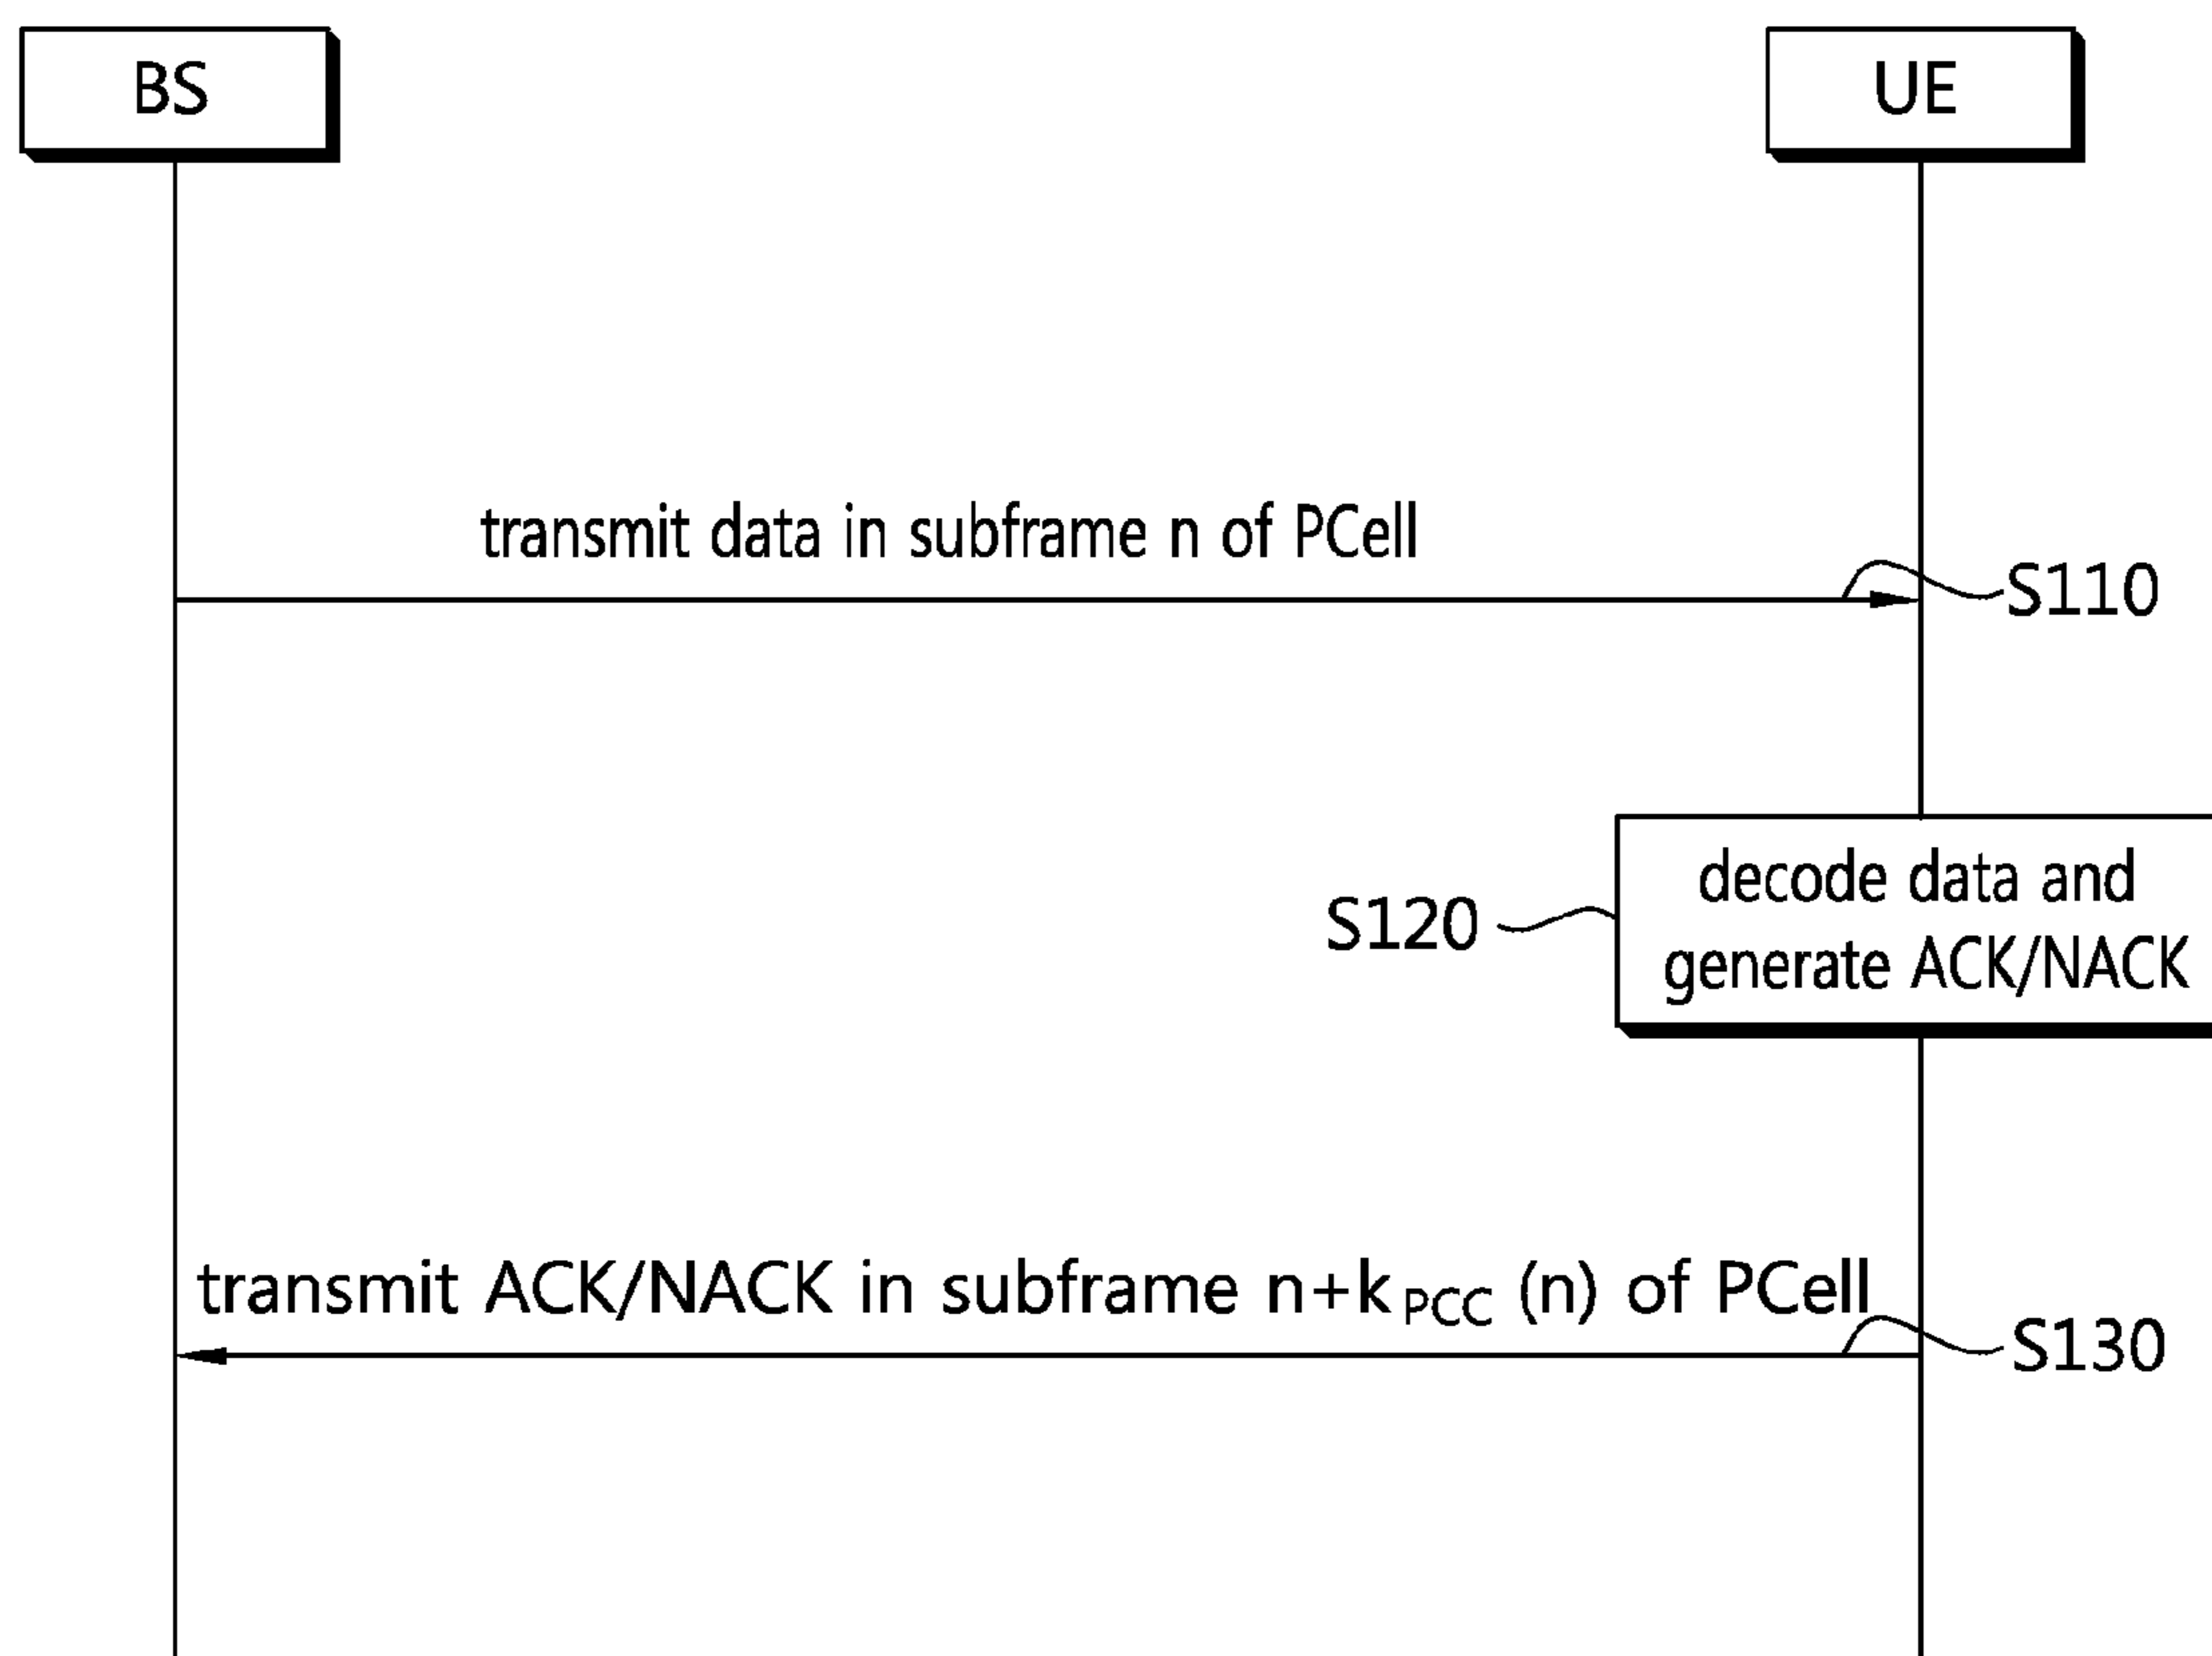 BS
UE
transmit data in subframe n of PCell
S110
decode data and
S120
generate ACK/NACK
transmit ACK/NACK in subframe n+kPCC (n) of PCell
S130